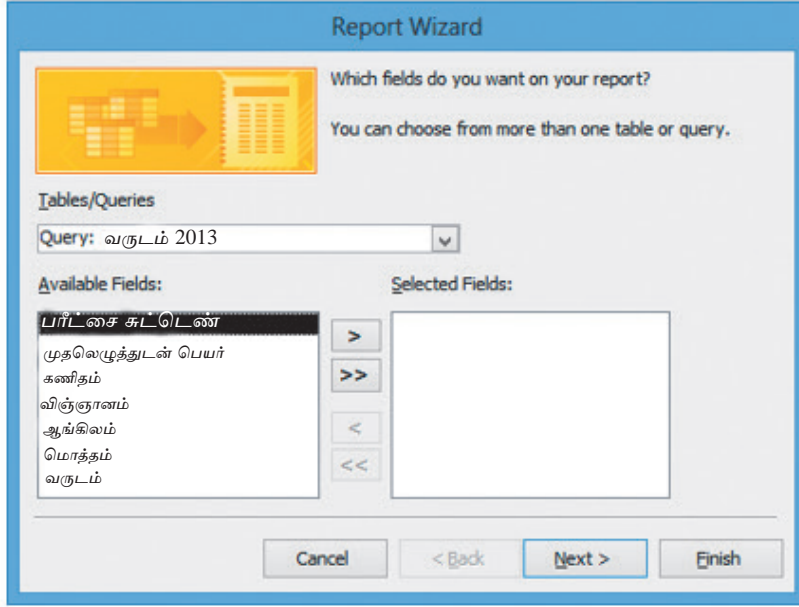 Report Wizard
Which fields do you want on your report?
You can choose from more than one table or query.
Tables/Queries
Query: வருடம் 2013
Available Fields:
Selected Fields:
பரீட்சை சுட்டெண்
முதலெழுத்துடன் பெயர்
கணிதம்
விஞ்ஞானம்
ஆங்கிலம்
மொத்தம்
வருடம்
>
>>
<
<<
Cancel
< Back
Next >
Finish